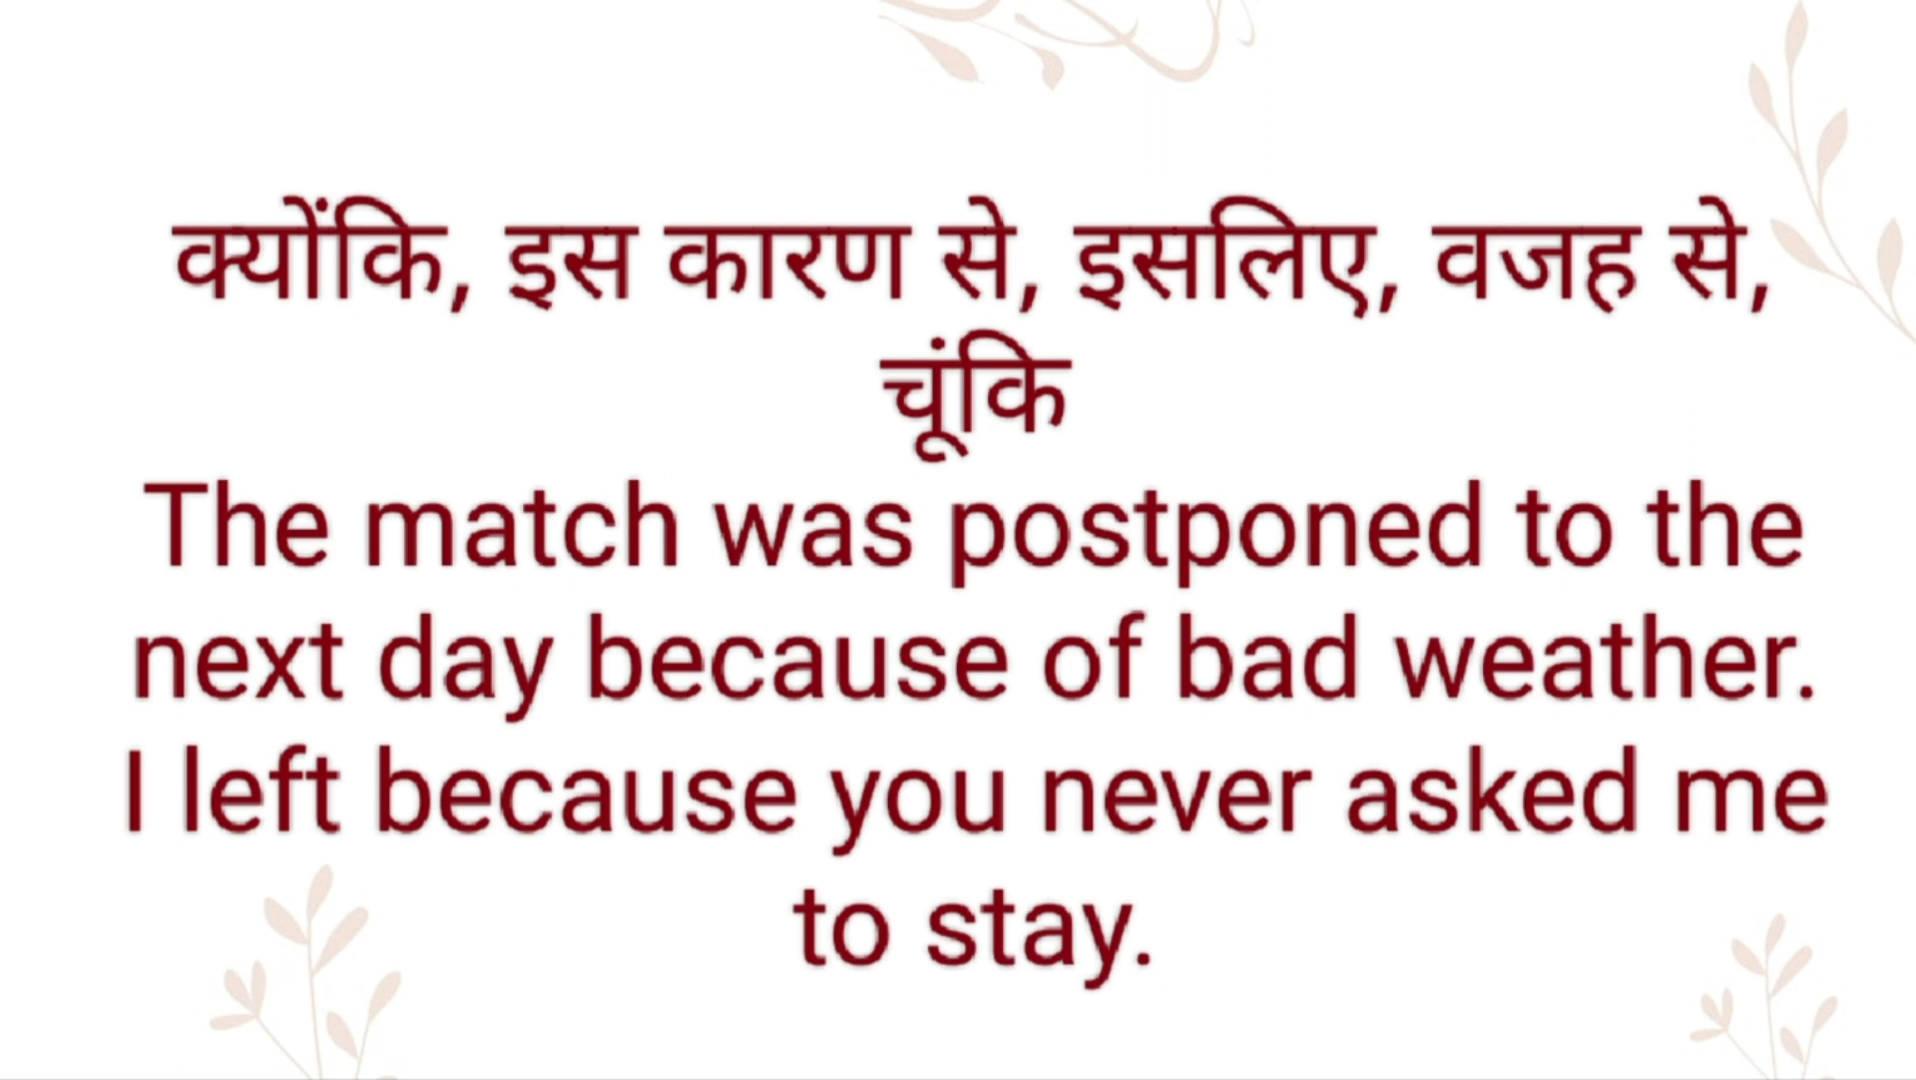 क्योंकि, इस कारण से, इसलिए, वजह से,
चूंकि
The match was postponed to the
next day because of bad weather.
I left because you never asked me
to stay.